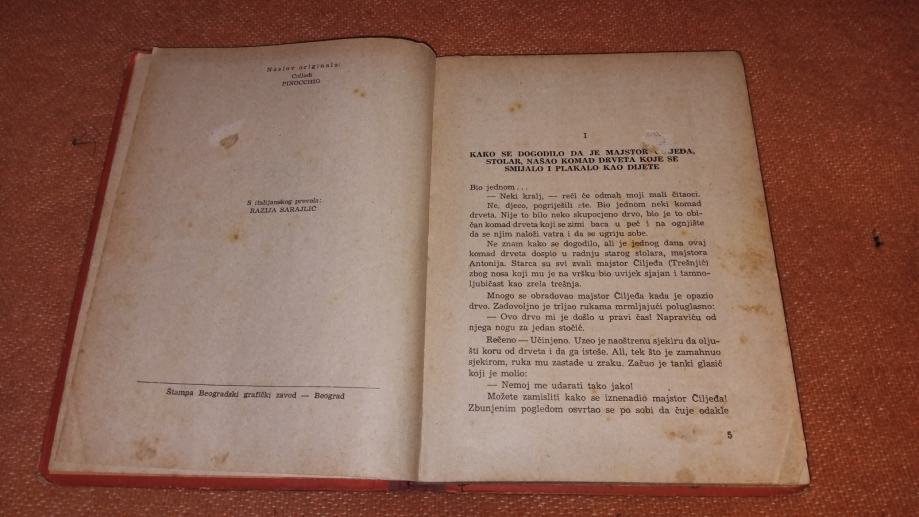 Naslov originala:
Collodi
PINOCCHIO
S italijanskog prevela:
RAZIJA SARAJLIĆ
Štampa Beogradski grafički zavod — Beograd
I
KAKO SE DOGODILO DA JE MAJSTOR ČILJEĐA,
STOLAR, NAŠAO KOMAD DRVETA KOJE SE
SMIJALO I PLAKALO KAO DIJETE
Bio jednom...
— Neki kralj, — reći će odmah moji mali čitaoci.
Ne, djeco, pogriješili ste. Bio jednom neki komad
drveta. Nije to bilo neko skupocjeno drvo, bio je to obi-
čan komad drveta koji se zimi baca u peć i na ognjište
da se njim naloži vatra i da se ugriju sobe.
Ne znam kako se dogodilo, ali je jednog dana ovaj
komad drveta dospio u radnju starog stolara, majstora
Antonija. Starca su svi zvali majstor Čiljeđa (Trešnjić)
zbog nosa koji mu je na vršku bio uvijek sjajan i tamno-
ljubičast kao zrela trešnja.
Mnogo se obradovao majstor Čiljeđa kada je opazio
drvo. Zadovoljno je trljao rukama mrmljajući poluglasno:
— Ovo drvo mi je došlo u pravi čas! Napraviću od
njega nogu za jedan stočić.
Rečeno — Učinjeno. Uzeo je naoštrenu sjekiru da olju-
šti koru od drveta i da ga isteše. Ali, tek što je zamahnuo
sjekirom, ruka mu zastade u zraku. Začuo je tanki glasić
koji je molio:
— Nemoj me udarati tako jako!
Možete zamisliti kako se iznenadio majstor Čiljeđa!
Zbunjenim pogledom osvrtao se po sobi da čuje odakle
5